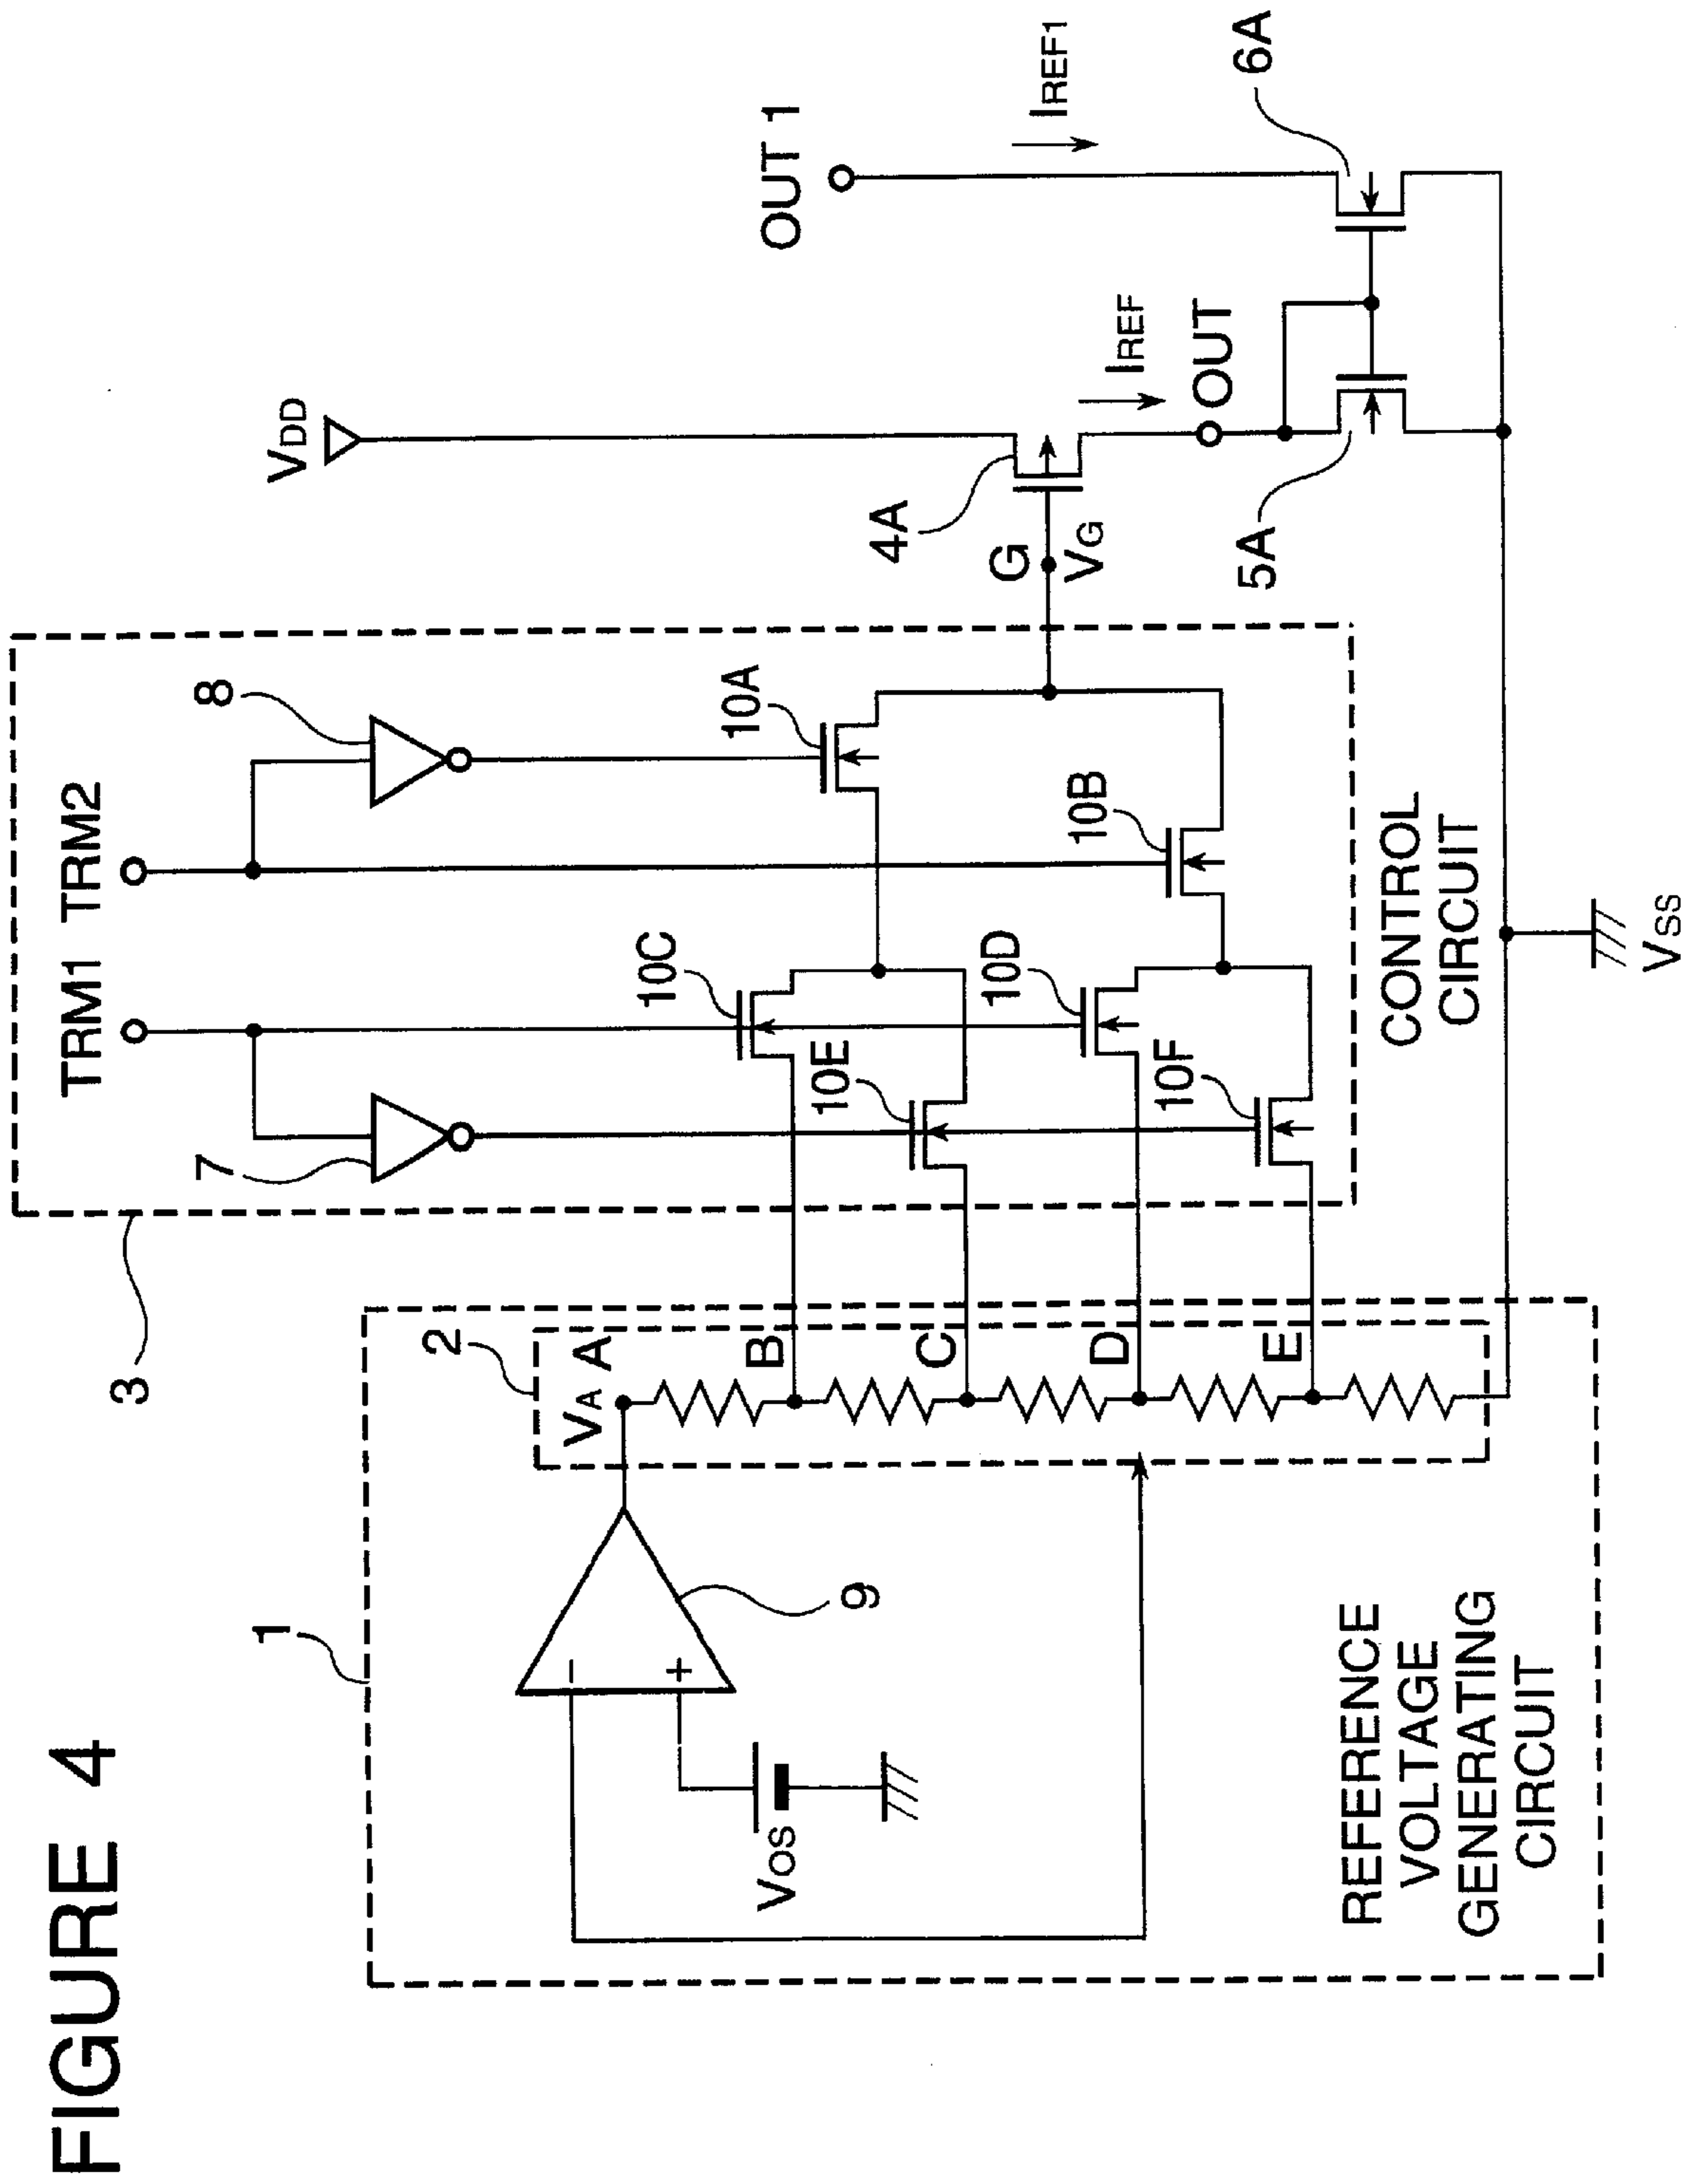 FIGURE 4
1
2
3
VA A
B
C
D
E
9
VOS
− +
REFERENCE
VOLTAGE
GENERATING
CIRCUIT
TRM1 TRM2
7
8
10A
10B
10C
10D
10E
10F
CONTROL
CIRCUIT
VDD
G
VG
4A
IREF
OUT
5A
OUT 1
IREF1
6A
VSS